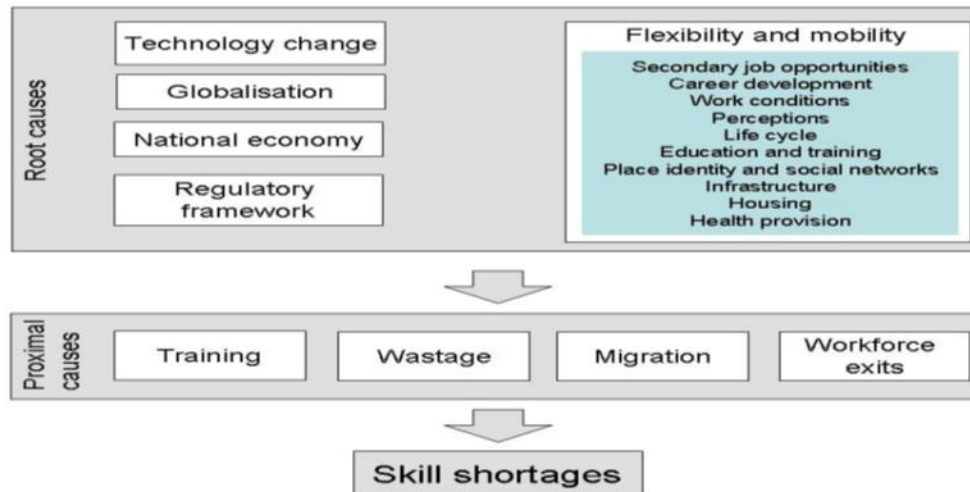 Root causes
Technology change
Globalisation
National economy
Regulatory
framework
Flexibility and mobility
Secondary job opportunities
Career development
Work conditions
Perceptions
Life cycle
Education and training
Place identity and social networks
Infrastructure
Housing
Health provision
Proximal
causes
Training
Wastage
Migration
Workforce
exits
Skill shortages